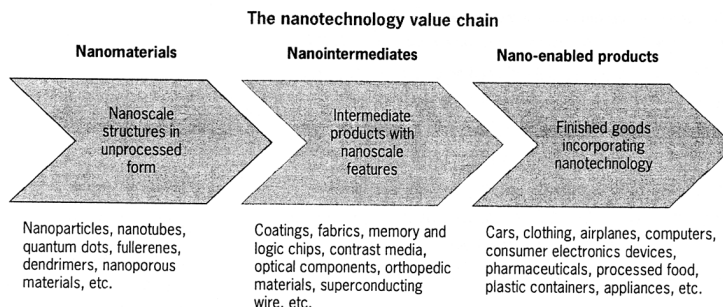 The nanotechnology value chain
Nanomaterials
Nanointermediates
Nano-enabled products
Nanoscale
structures in
unprocessed
form
Intermediate
products with
nanoscale
features
Finished goods
incorporating
nanotechnology
Nanoparticles, nanotubes,
quantum dots, fullerenes,
dendrimers, nanoporous
materials, etc.
Coatings, fabrics, memory and
logic chips, contrast media,
optical components, orthopedic
materials, superconducting
wire, etc.
Cars, clothing, airplanes, computers,
consumer electronics devices,
pharmaceuticals, processed food,
plastic containers, appliances, etc.